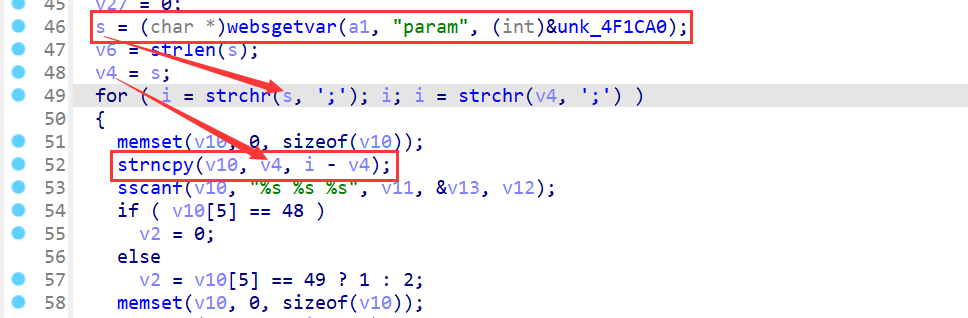 45 v27 = 0;
46 s = (char *)websgetvar(a1, "param", (int)&unk_4F1CA0);
47 v6 = strlen(s);
48 v4 = s;
49 for ( i = strchr(s, ';'); i; i = strchr(v4, ';') )
50 {
51 memset(v10, 0, sizeof(v10));
52 strncpy(v10, v4, i - v4);
53 sscanf(v10, "%s %s %s", v11, &v13, v12);
54 if ( v10[5] == 48 )
55 v2 = 0;
56 else
57 v2 = v10[5] == 49 ? 1 : 2;
58 memset(v10, 0, sizeof(v10));